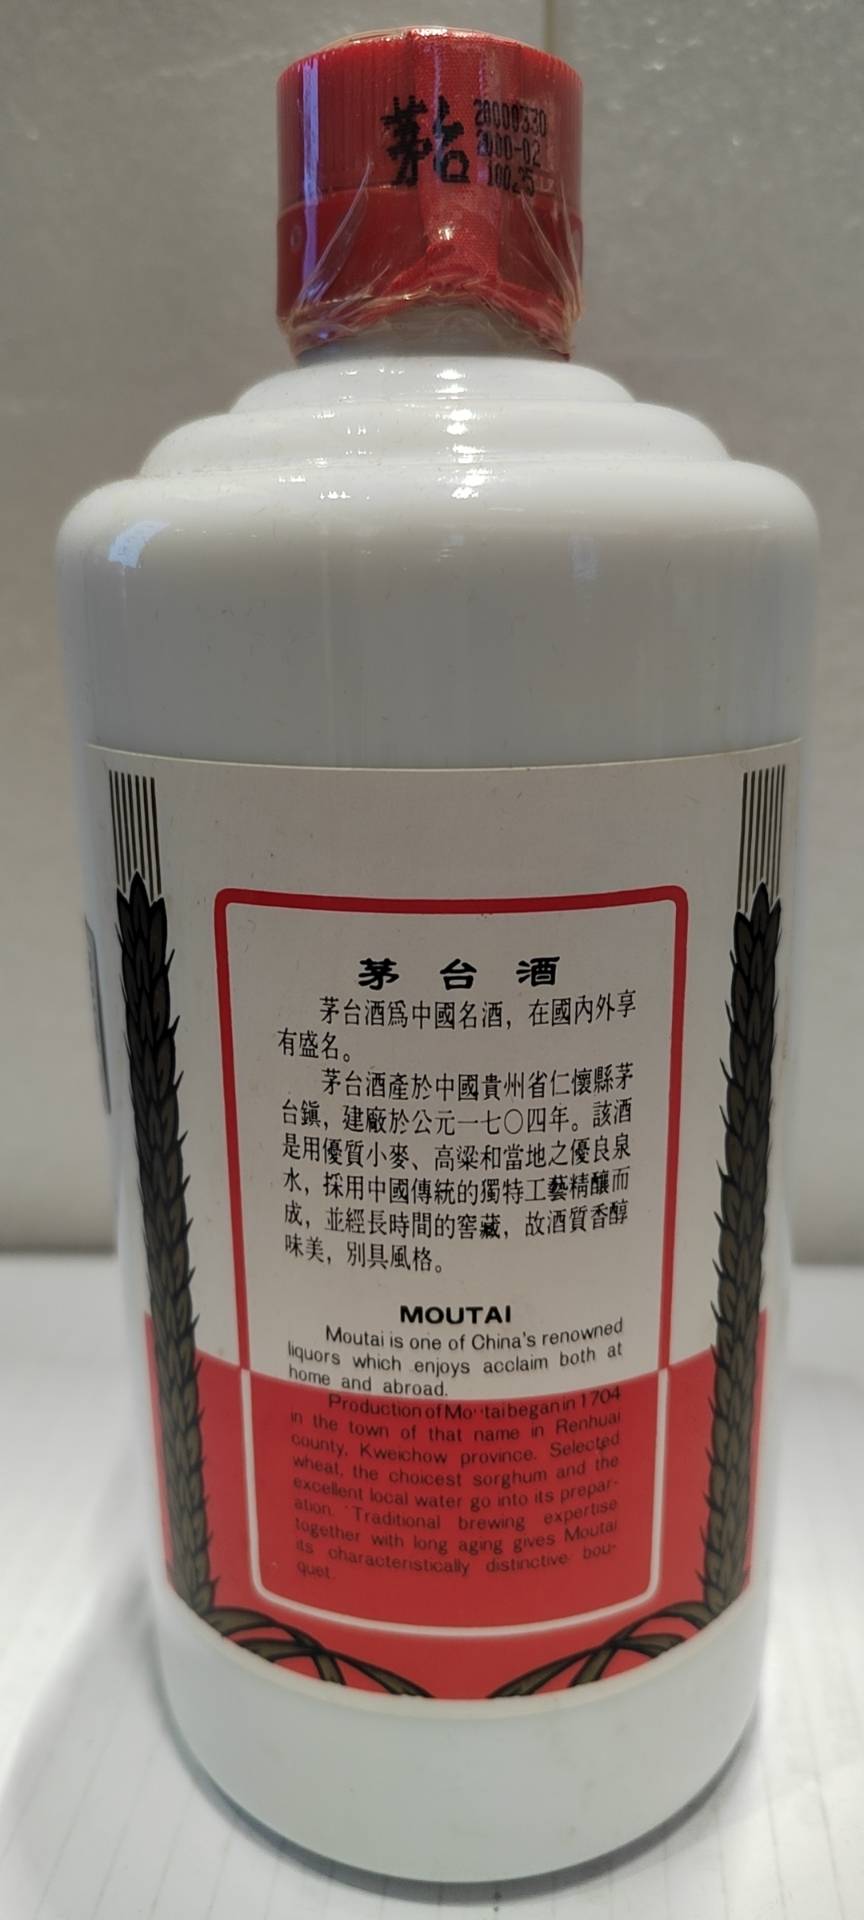 茅台
20000330
2000-02
10025
茅台酒
茅台酒爲中國名酒，在國內外享
有盛名。
茅台酒產於中國貴州省仁懷縣茅
台鎭，建廠於公元一七〇四年。該酒
是用優質小麥、高粱和當地之優良泉
水，採用中國傳統的獨特工藝精釀而
成，並經長時間的窖藏，故酒質香醇
味美，別具風格。
MOUTAI
Moutai is one of China's renowned
liquors which enjoys acclaim both at
home and abroad.
Production of Moutai began in 1704
in the town of that name in Renhuai
county, Kweichow province. Selected
wheat, the choicest sorghum and the
excellent local water go into its prepar-
ation. Traditional brewing expertise
together with long aging gives Moutai
its characteristically distinctive bou-
quet.